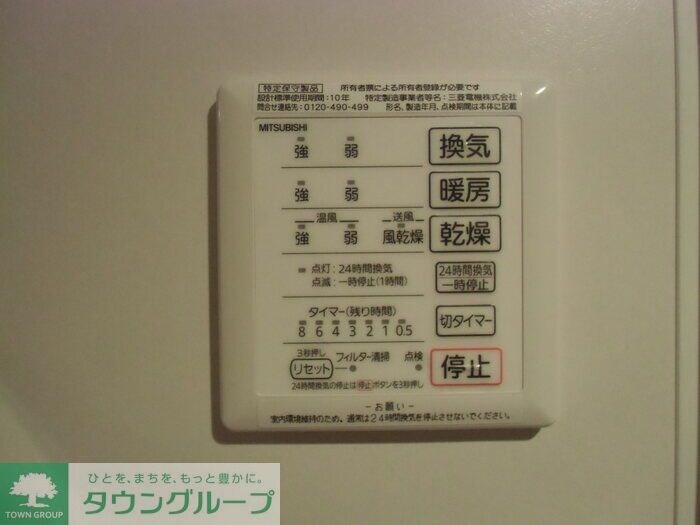 特定保守製品 所有者票による所有者登録が必要です
設計標準使用期間：10年 特定製造事業者等名：三菱電機株式会社
問合せ連絡先：0120-490-499 形名、製造年月、点検期間は本体に記載
MITSUBISHI
強 弱 換気
強 弱 暖房
温風 送風
強 弱 風乾燥 乾燥
点灯：24時間換気
点滅：一時停止(1時間)
24時間換気
一時停止
タイマー(残り時間)
8 6 4 3 2 1 0.5
切タイマー
3秒押し
リセット フィルター清掃 点検
停止
24時間換気の停止は停止ボタンを3秒押し
－お願い－
室内環境維持のため、通常は24時間換気を停止させないでください。
ひとを、まちを、もっと豊かに。
タウングループ
TOWN GROUP